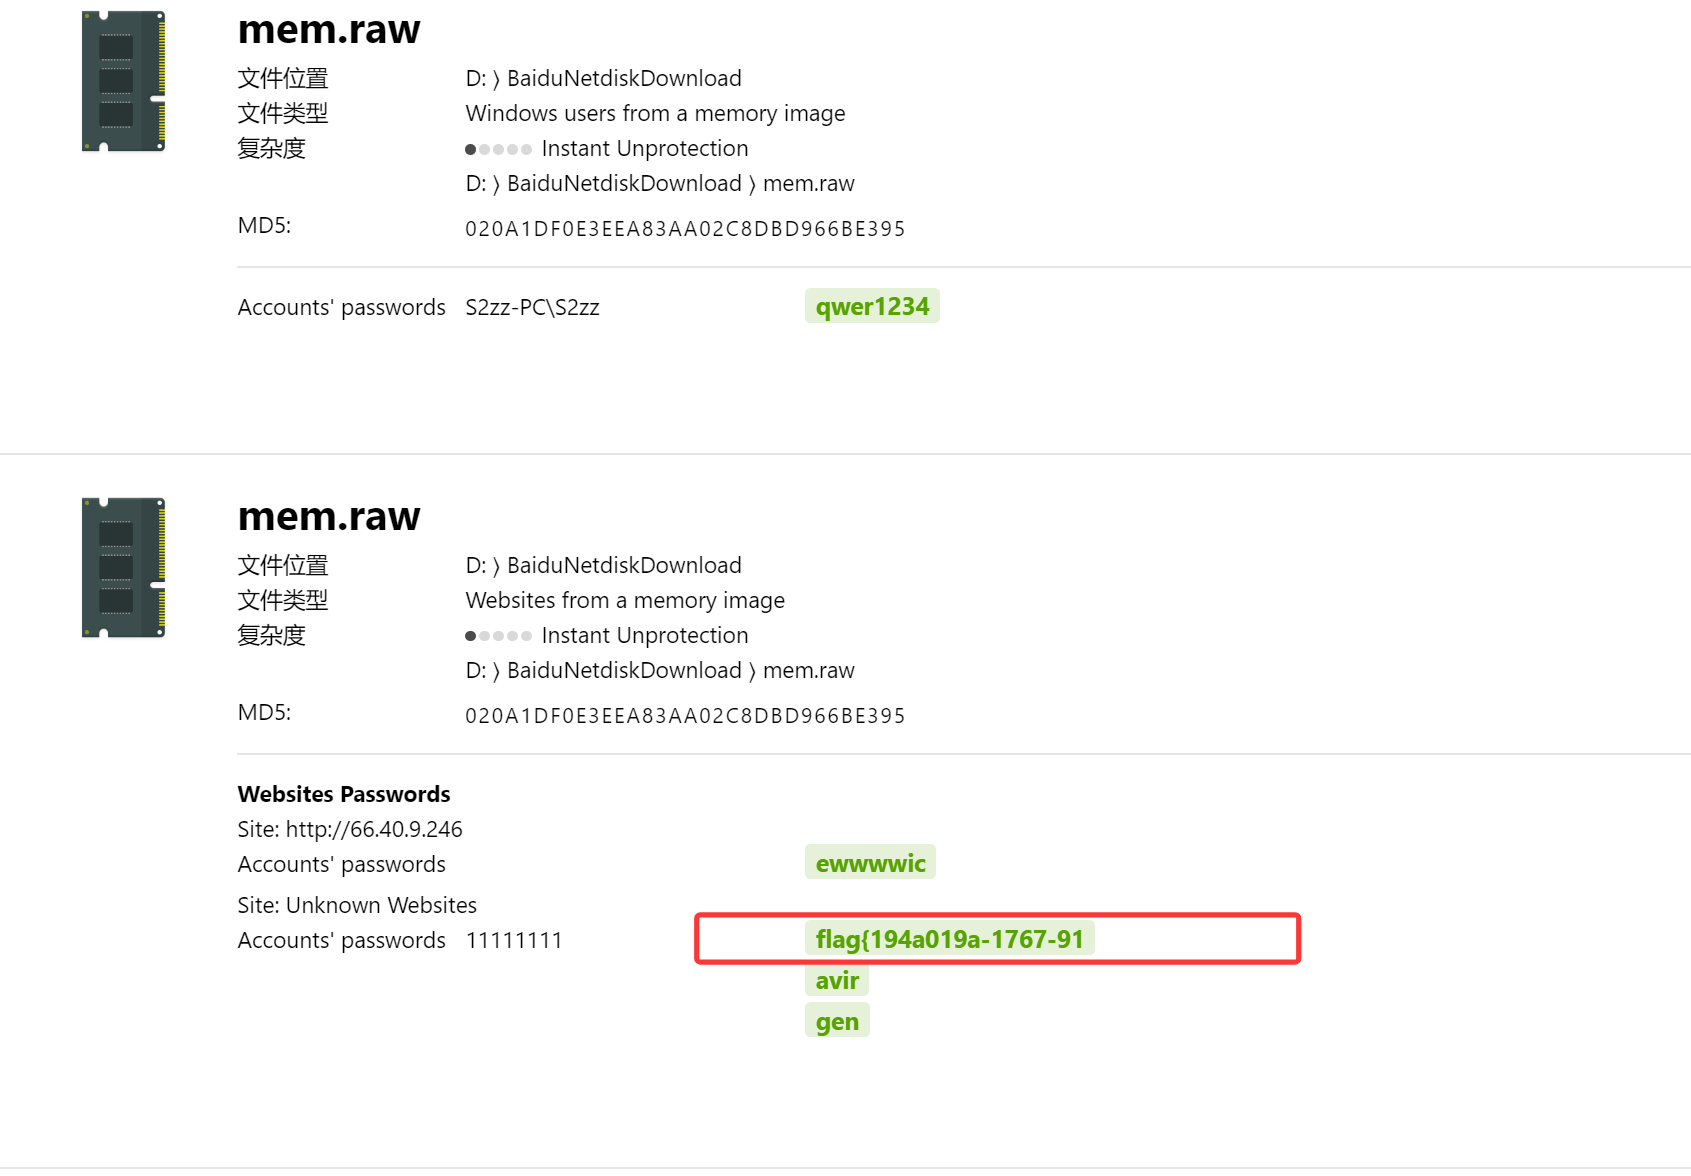 mem.raw
文件位置 D: ⟩ BaiduNetdiskDownload
文件类型 Windows users from a memory image
复杂度 Instant Unprotection
D: ⟩ BaiduNetdiskDownload ⟩ mem.raw
MD5: 020A1DF0E3EEA83AA02C8DBD966BE395
Accounts' passwords S2zz-PC\S2zz qwer1234
mem.raw
文件位置 D: ⟩ BaiduNetdiskDownload
文件类型 Websites from a memory image
复杂度 Instant Unprotection
D: ⟩ BaiduNetdiskDownload ⟩ mem.raw
MD5: 020A1DF0E3EEA83AA02C8DBD966BE395
Websites Passwords
Site: http://66.40.9.246
Accounts' passwords ewwwwic
Site: Unknown Websites
Accounts' passwords 11111111 flag{194a019a-1767-91
avir
gen